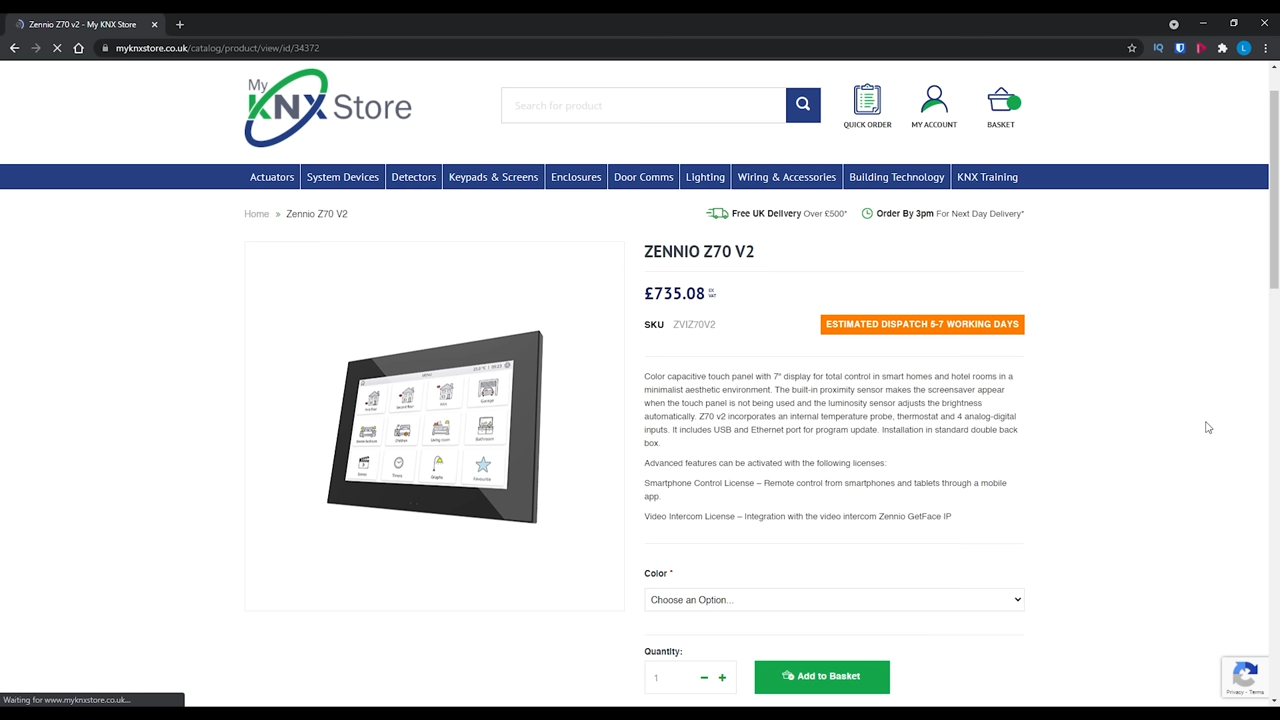 Zennio Z70 v2 - My KNX Store
myknxstore.co.uk/catalog/product/view/id/34372
My
KNX Store
Search for product
QUICK ORDER
MY ACCOUNT
BASKET
Actuators
System Devices
Detectors
Keypads & Screens
Enclosures
Door Comms
Lighting
Wiring & Accessories
Building Technology
KNX Training
Home » Zennio Z70 V2
Free UK Delivery Over £500*
Order By 3pm For Next Day Delivery*
ZENNIO Z70 V2
£735.08 EX VAT
SKU ZVIZ70V2
ESTIMATED DISPATCH 5-7 WORKING DAYS
Color capacitive touch panel with 7" display for total control in smart homes and hotel rooms in a
minimalist aesthetic environment. The built-in proximity sensor makes the screensaver appear
when the touch panel is not being used and the luminosity sensor adjusts the brightness
automatically. Z70 v2 incorporates an internal temperature probe, thermostat and 4 analog-digital
inputs. It includes USB and Ethernet port for program update. Installation in standard double back
box.
Advanced features can be activated with the following licenses:
Smartphone Control License – Remote control from smartphones and tablets through a mobile
app.
Video Intercom License – Integration with the video intercom Zennio GetFace IP
Color *
Choose an Option...
Quantity:
1
Add to Basket
Privacy - Terms
Waiting for www.myknxstore.co.uk...